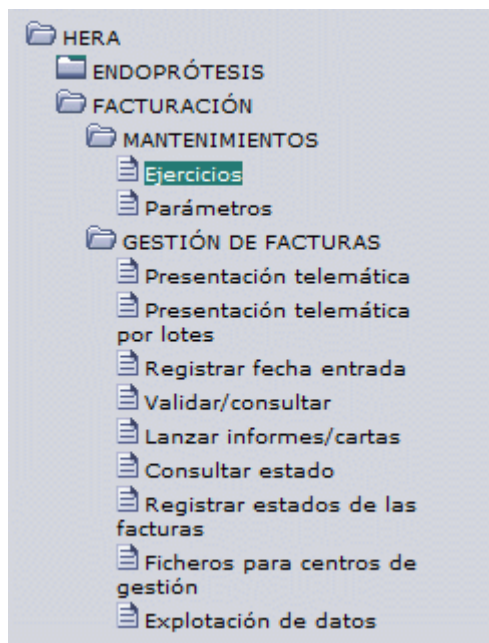 HERA
ENDOPRÓTESIS
FACTURACIÓN
MANTENIMIENTOS
Ejercicios
Parámetros
GESTIÓN DE FACTURAS
Presentación telemática
Presentación telemática
por lotes
Registrar fecha entrada
Validar/consultar
Lanzar informes/cartas
Consultar estado
Registrar estados de las
facturas
Ficheros para centros de
gestión
Explotación de datos